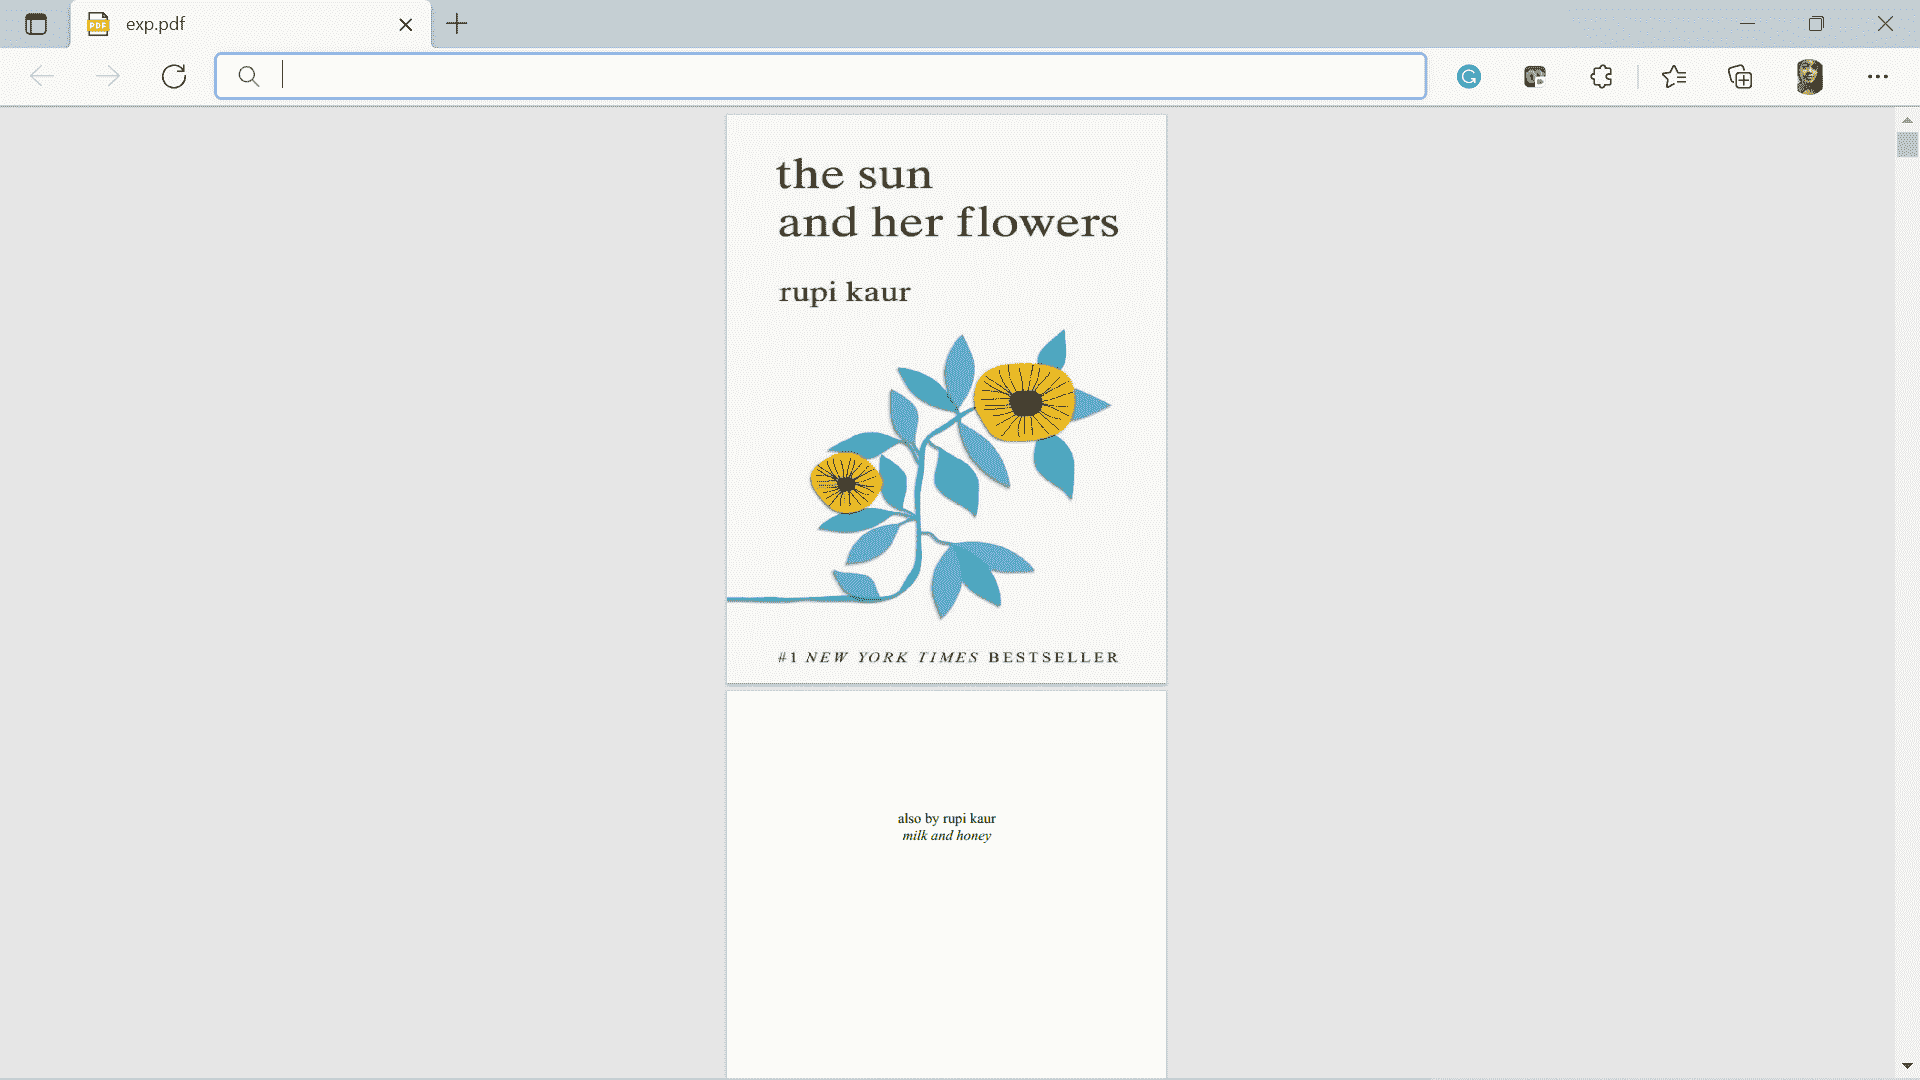 exp.pdf
the sun
and her flowers
rupi kaur
#1 NEW YORK TIMES BESTSELLER
also by rupi kaur
milk and honey